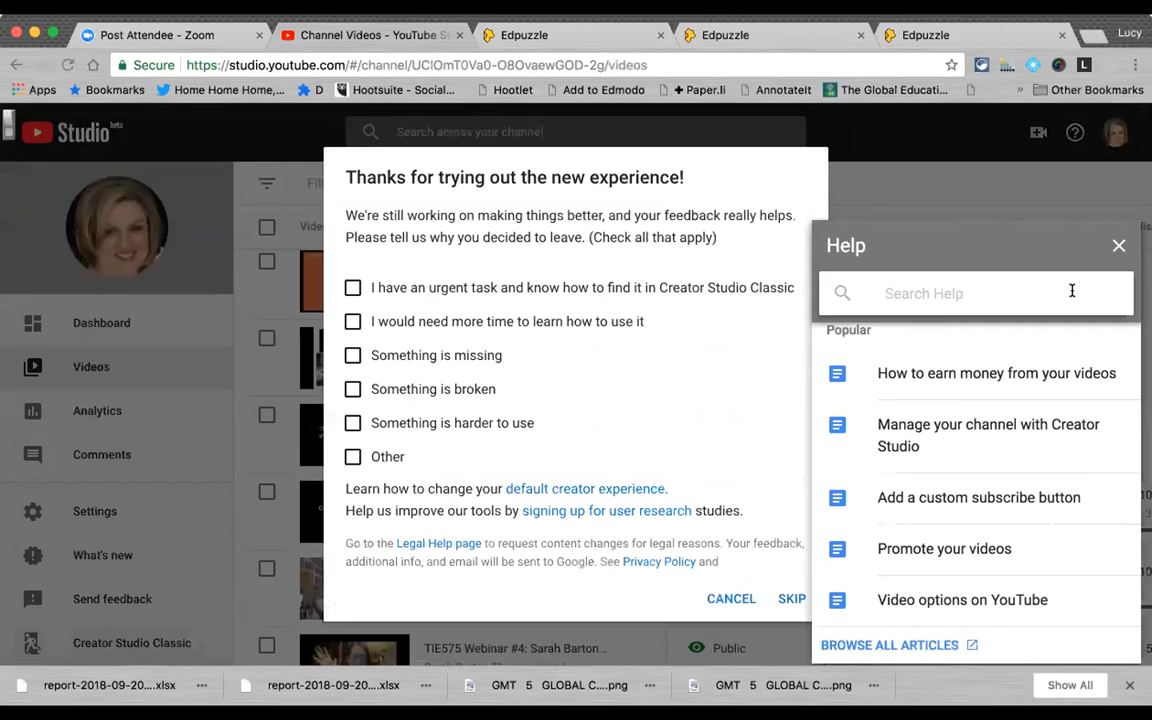 Post Attendee - Zoom
Channel Videos - YouTube S
Edpuzzle
Edpuzzle
Edpuzzle
Lucy
Secure
https://studio.youtube.com/#/channel/UCIOmT0Va0-O8OvaewGOD-2g/videos
L
Apps
Bookmarks
Home Home Home,...
D
Hootsuite - Social...
Hootlet
Add to Edmodo
+ Paper.li
AnnotateIt
The Global Educati...
»
Other Bookmarks
Studio beta
Search across your channel
Thanks for trying out the new experience!
We're still working on making things better, and your feedback really helps.
Please tell us why you decided to leave. (Check all that apply)
I have an urgent task and know how to find it in Creator Studio Classic
I would need more time to learn how to use it
Something is missing
Something is broken
Something is harder to use
Other
Learn how to change your default creator experience.
Help us improve our tools by signing up for user research studies.
Go to the Legal Help page to request content changes for legal reasons. Your feedback,
additional info, and email will be sent to Google. See Privacy Policy and
CANCEL
SKIP
Help
Search Help
Popular
How to earn money from your videos
Manage your channel with Creator
Studio
Add a custom subscribe button
Promote your videos
Video options on YouTube
BROWSE ALL ARTICLES
Dashboard
Videos
Analytics
Comments
Settings
What's new
Send feedback
Creator Studio Classic
TIE575 Webinar #4: Sarah Barton...
Public
report-2018-09-20....xlsx
report-2018-09-20....xlsx
GMT 5 GLOBAL C....png
GMT 5 GLOBAL C....png
Show All